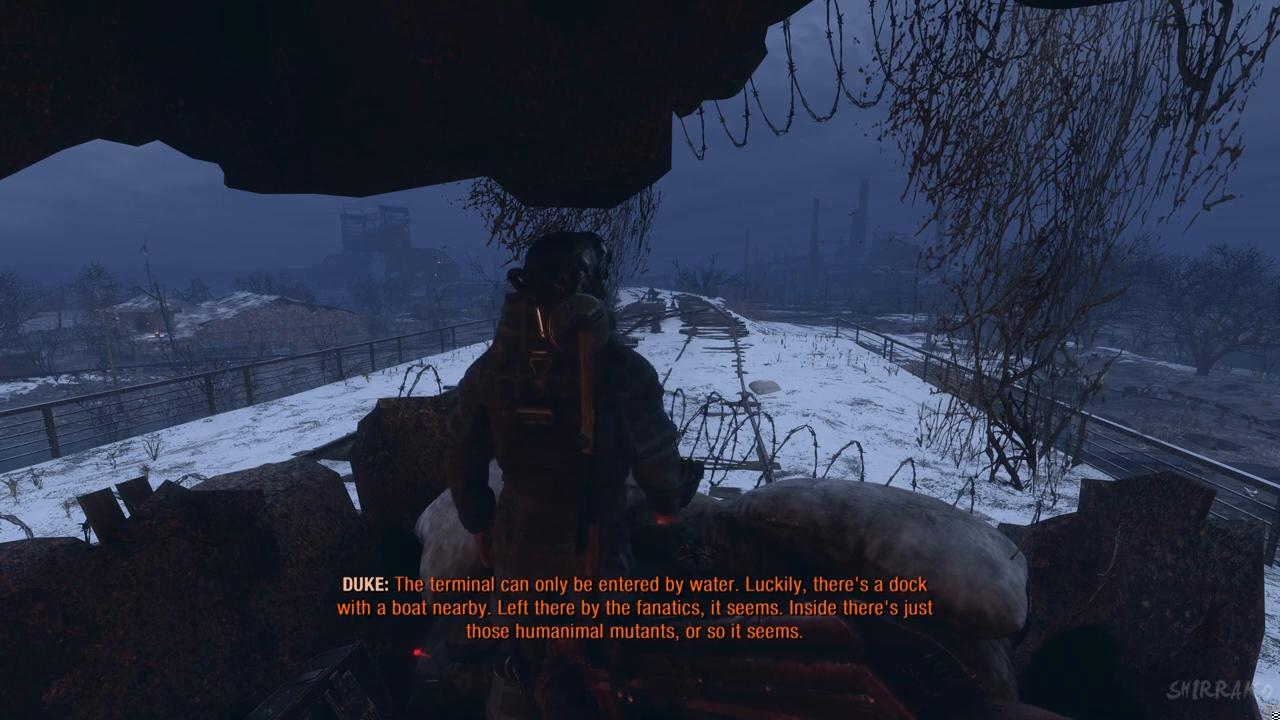 DUKE: The terminal can only be entered by water. Luckily, there's a dock
with a boat nearby. Left there by the fanatics, it seems. Inside there's just
those humanimal mutants, or so it seems.